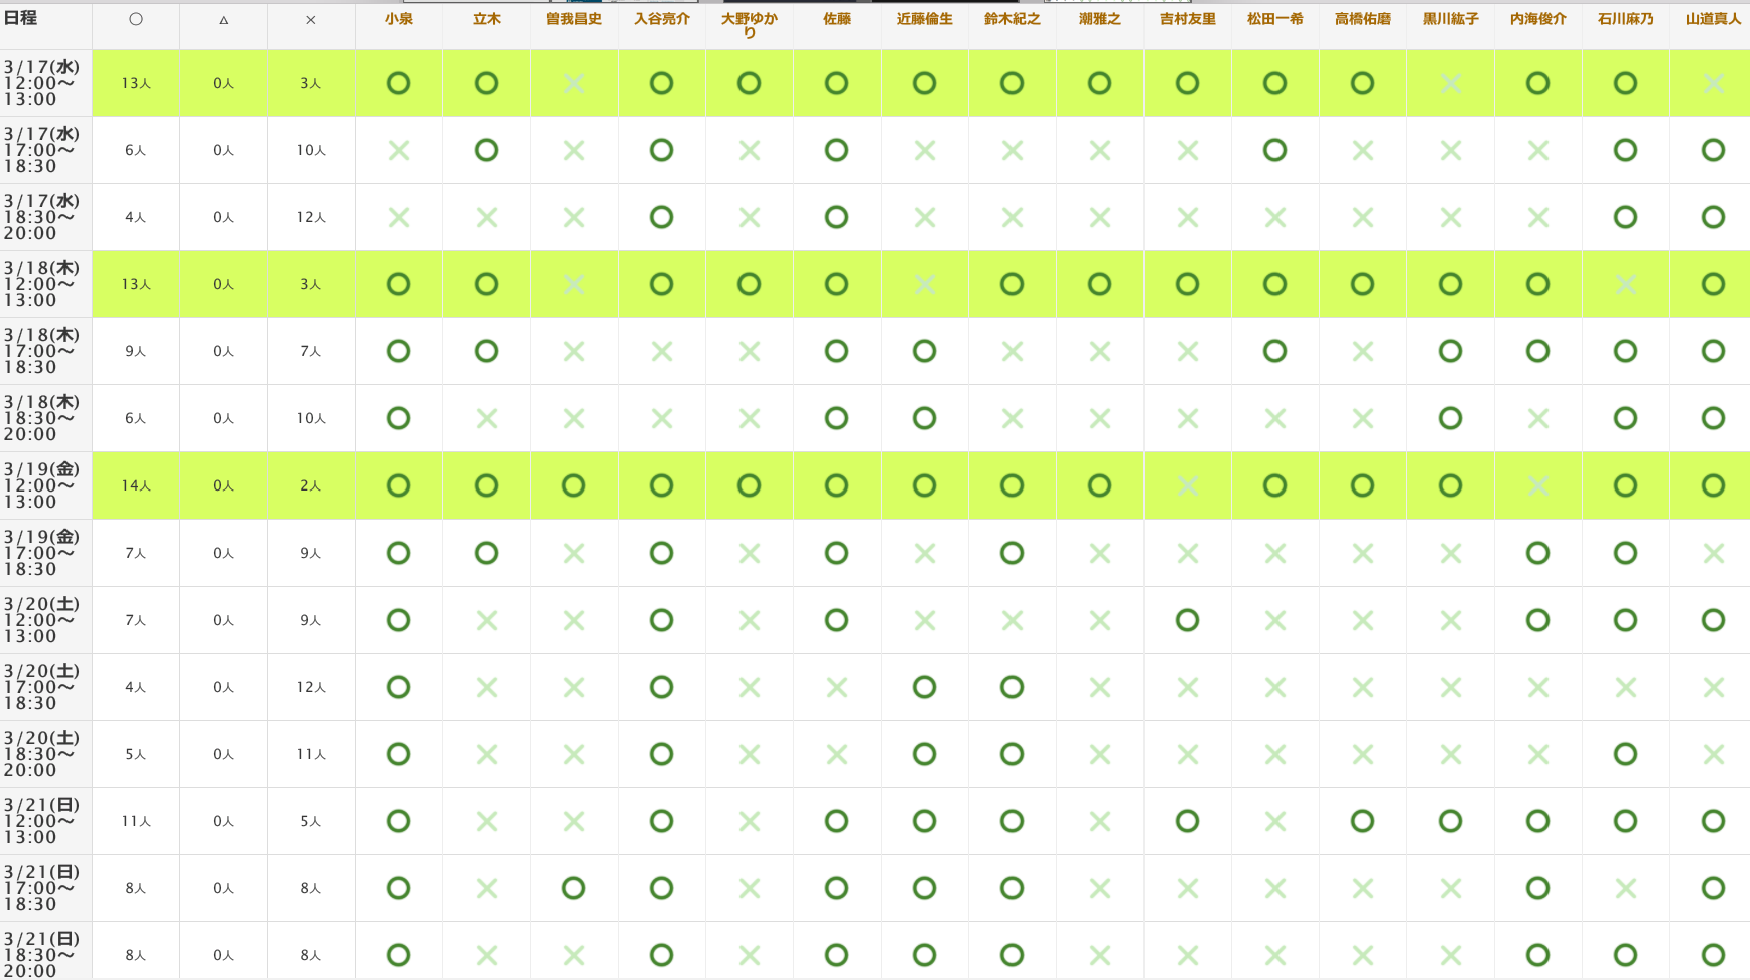 日程 ○ △ × 小泉 立木 曽我昌史 入谷亮介 大野ゆかり 佐藤 近藤倫生 鈴木紀之 潮雅之 吉村友里 松田一希 高橋佑磨 黒川紘子 内海俊介 石川麻乃 山道真人
3/17(水)
12:00〜
13:00
13人 0人 3人 ○ ○ × ○ ○ ○ ○ ○ ○ ○ ○ ○ × ○ ○ ×
3/17(水)
17:00〜
18:30
6人 0人 10人 × ○ × ○ × ○ × × × × ○ × × × ○ ○
3/17(水)
18:30〜
20:00
4人 0人 12人 × × × ○ × ○ × × × × × × × × ○ ○
3/18(木)
12:00〜
13:00
13人 0人 3人 ○ ○ × ○ ○ ○ × ○ ○ ○ ○ ○ ○ ○ × ○
3/18(木)
17:00〜
18:30
9人 0人 7人 ○ ○ × × × ○ ○ × × × ○ × ○ ○ ○ ○
3/18(木)
18:30〜
20:00
6人 0人 10人 ○ × × × × ○ ○ × × × × × ○ × ○ ○
3/19(金)
12:00〜
13:00
14人 0人 2人 ○ ○ ○ ○ ○ ○ ○ ○ ○ × ○ ○ ○ × ○ ○
3/19(金)
17:00〜
18:30
7人 0人 9人 ○ ○ × ○ × ○ × ○ × × × × × ○ ○ ×
3/20(土)
12:00〜
13:00
7人 0人 9人 ○ × × ○ × ○ × × × ○ × × × ○ ○ ○
3/20(土)
17:00〜
18:30
4人 0人 12人 ○ × × ○ × × ○ ○ × × × × × × × ×
3/20(土)
18:30〜
20:00
5人 0人 11人 ○ × × ○ × × ○ ○ × × × × × × ○ ×
3/21(日)
12:00〜
13:00
11人 0人 5人 ○ × × ○ × ○ ○ ○ × ○ × ○ ○ ○ ○ ○
3/21(日)
17:00〜
18:30
8人 0人 8人 ○ × ○ ○ × ○ ○ ○ × × × × × ○ × ○
3/21(日)
18:30〜
20:00
8人 0人 8人 ○ × × ○ × ○ ○ ○ × × × × × ○ ○ ○